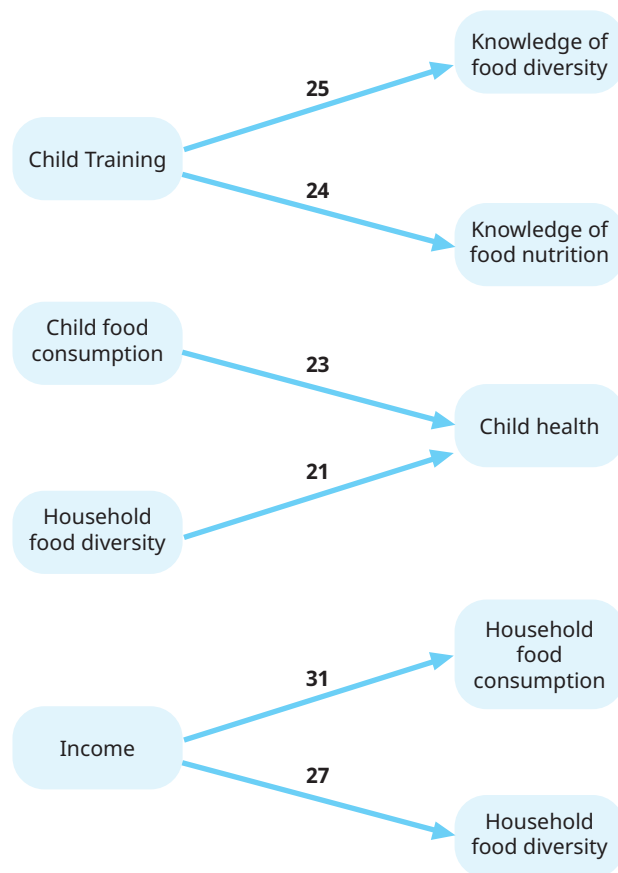 Knowledge of
food diversity
25
Child Training
24
Knowledge of
food nutrition
Child food
consumption
23
Child health
21
Household
food diversity
Household
food
consumption
31
Income
27
Household
food diversity